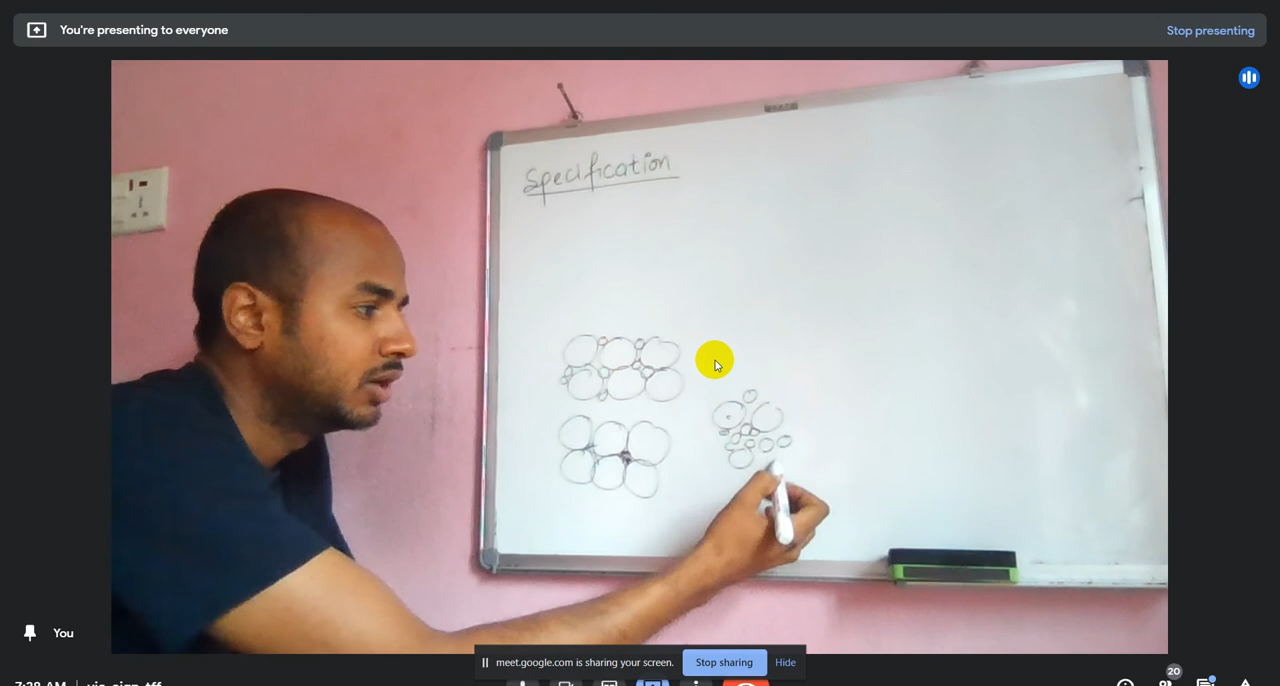 You're presenting to everyone
Stop presenting
Specification
You
meet.google.com is sharing your screen.
Stop sharing
Hide
20